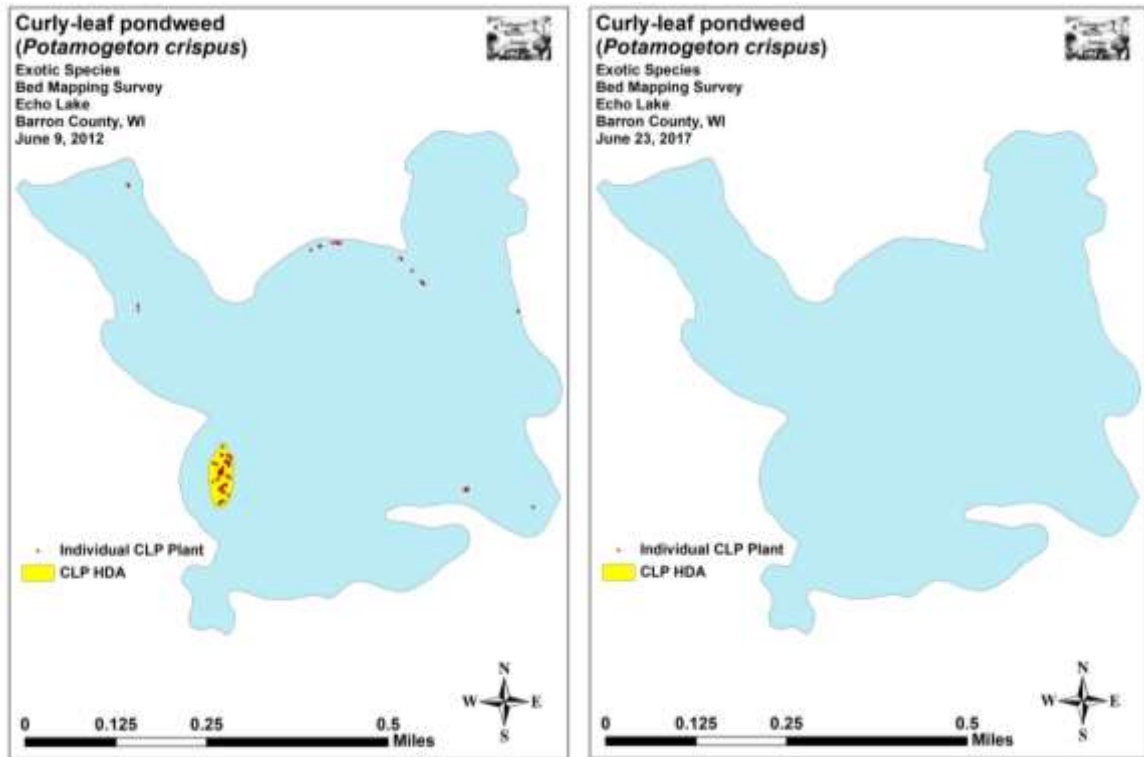 Curly-leaf pondweed
(Potamogeton crispus)
Exotic Species
Bed Mapping Survey
Echo Lake
Barron County, WI
June 9, 2012
Individual CLP Plant
CLP HDA
N
W E
S
0 0.125 0.25 0.5
Miles
Curly-leaf pondweed
(Potamogeton crispus)
Exotic Species
Bed Mapping Survey
Echo Lake
Barron County, WI
June 23, 2017
Individual CLP Plant
CLP HDA
N
W E
S
0 0.125 0.25 0.5
Miles